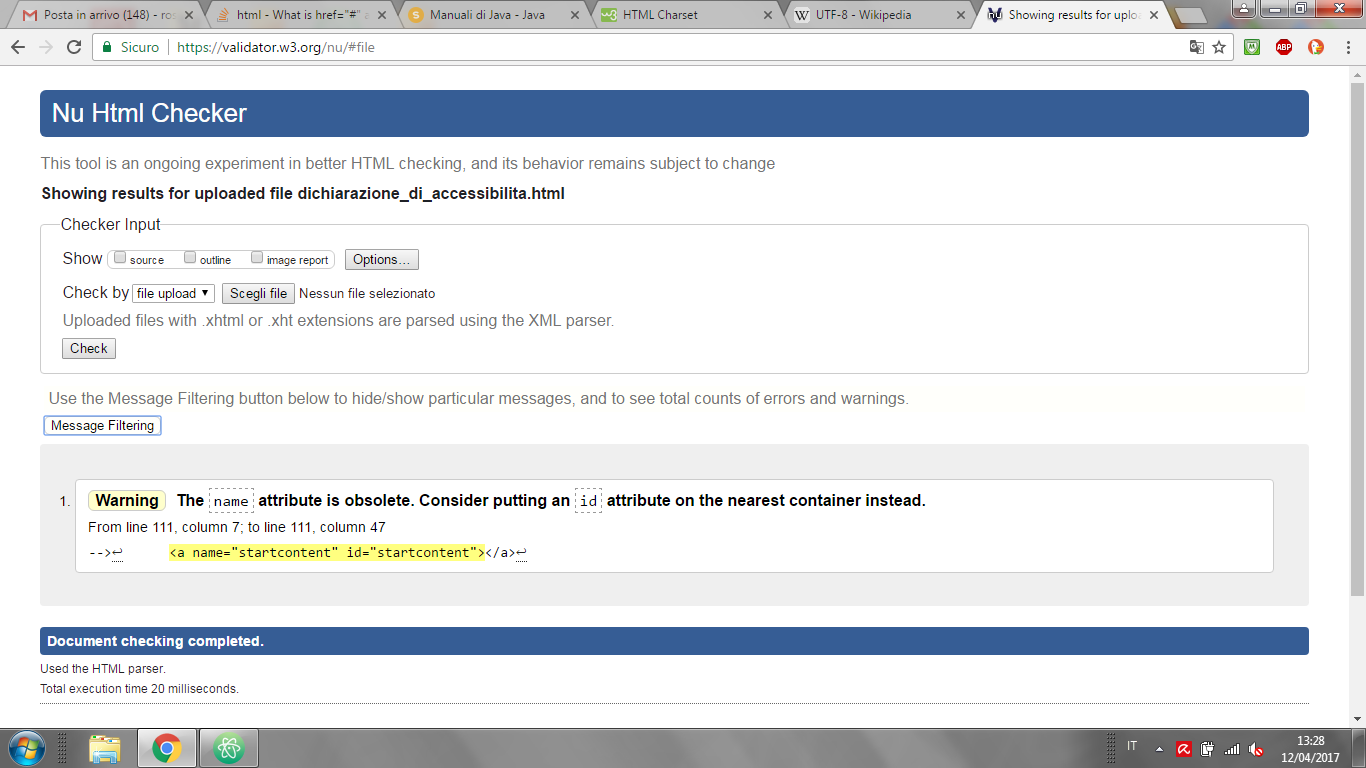 Posta in arrivo (148) - ros
html - What is href="#" a
Manuali di Java - Java
HTML Charset
UTF-8 - Wikipedia
Showing results for uplo
Sicuro https://validator.w3.org/nu/#file
ABP
Nu Html Checker
This tool is an ongoing experiment in better HTML checking, and its behavior remains subject to change
Showing results for uploaded file dichiarazione_di_accessibilita.html
Checker Input
Show source outline image report Options…
Check by file upload Scegli file Nessun file selezionato
Uploaded files with .xhtml or .xht extensions are parsed using the XML parser.
Check
Use the Message Filtering button below to hide/show particular messages, and to see total counts of errors and warnings.
Message Filtering
1. Warning The name attribute is obsolete. Consider putting an id attribute on the nearest container instead.
From line 111, column 7; to line 111, column 47
-->↩ <a name="startcontent" id="startcontent"></a>↩
Document checking completed.
Used the HTML parser.
Total execution time 20 milliseconds.
IT
13:28
12/04/2017